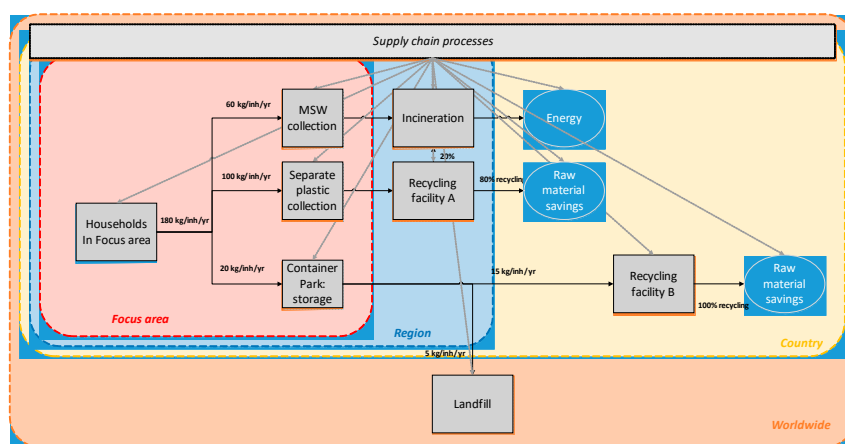 Supply chain processes
60 kg/inh/yr
MSW
collection
Incineration
Energy
20%
100 kg/inh/yr
Separate
plastic
collection
Recycling
facility A
80% recycling
Raw
material
savings
Households
In Focus area
180 kg/inh/yr
20 kg/inh/yr
Container
Park:
storage
15 kg/inh/yr
Recycling
facility B
100% recycling
Raw
material
savings
Focus area
Region
Country
5 kg/inh/yr
Landfill
Worldwide